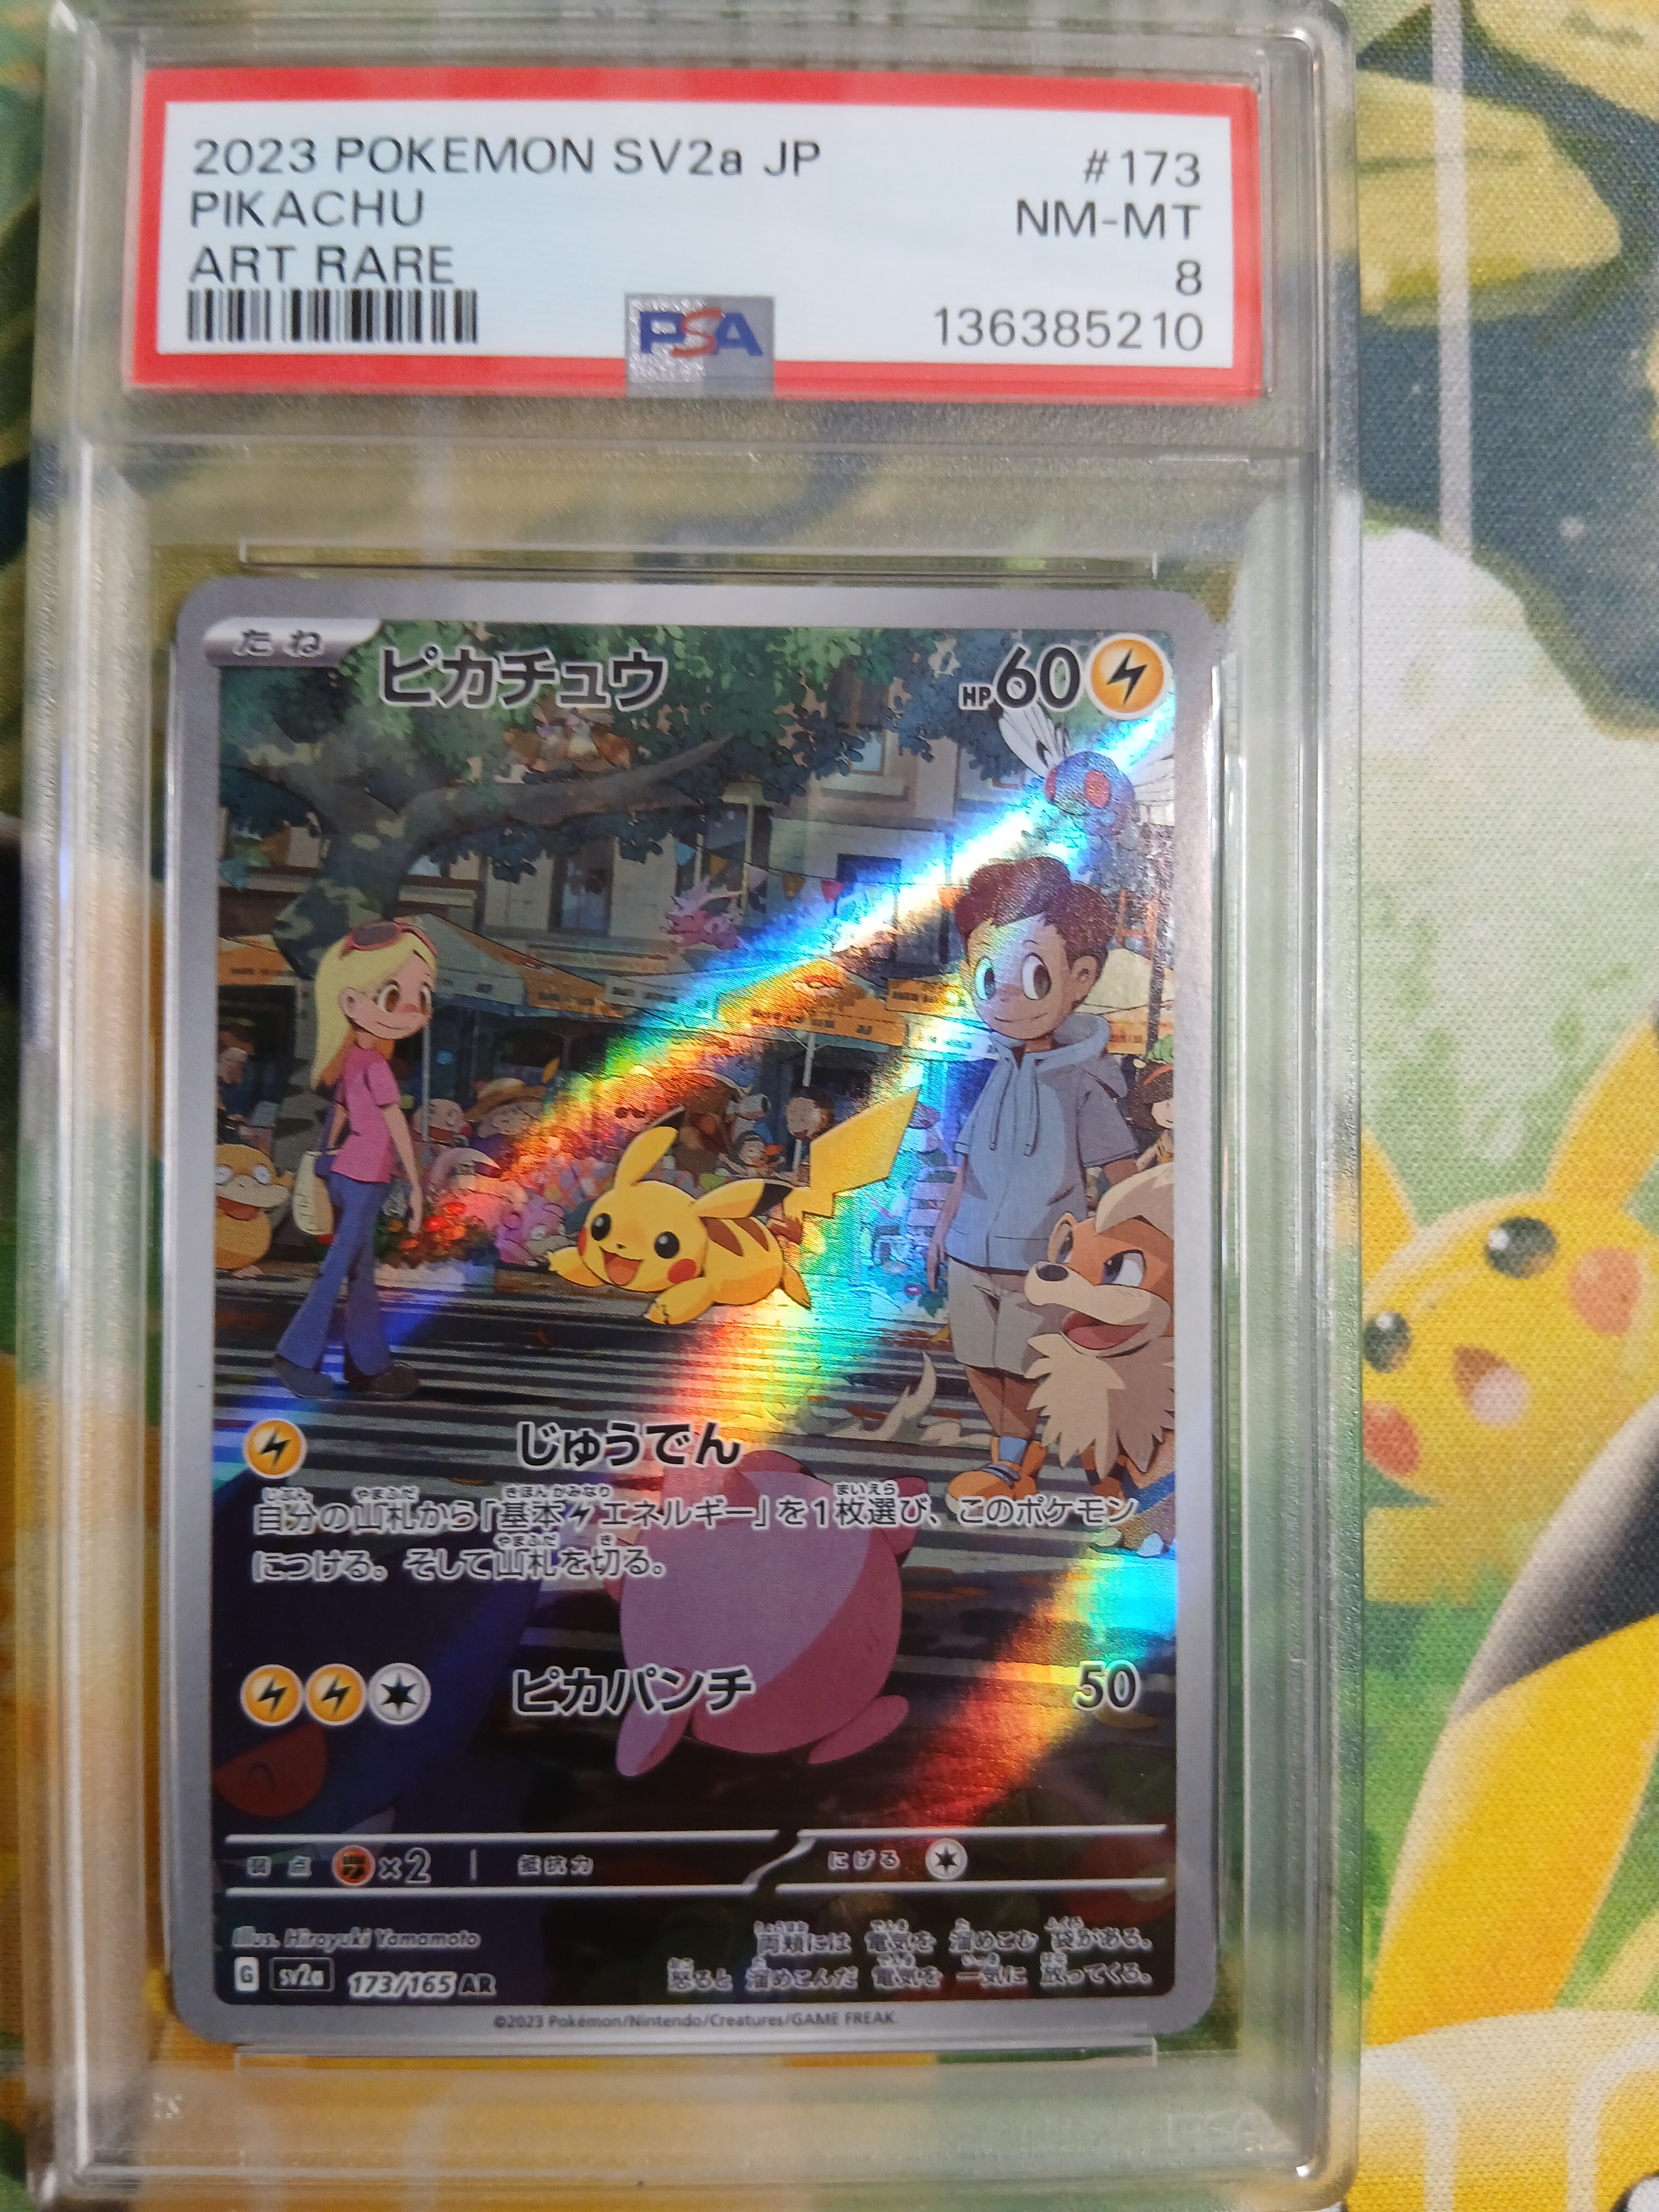 2023 POKEMON SV2a JP #173
PIKACHU NM-MT
ART RARE 8
PSA 136385210
たね ピカチュウ HP60
じゅうでん
自分の山札から「基本エネルギー」を1枚選び、このポケモン
につける。そして山札を切る。
ピカパンチ 50
弱点 ×2 抵抗力 にげる
Illus. Hiroyuki Yamamoto
両頬には 電気を 溜めこむ 袋がある。
怒ると 溜めこんだ 電気を 一気に 放ってくる。
G sv2a 173/165 AR
©2023 Pokémon/Nintendo/Creatures/GAME FREAK.